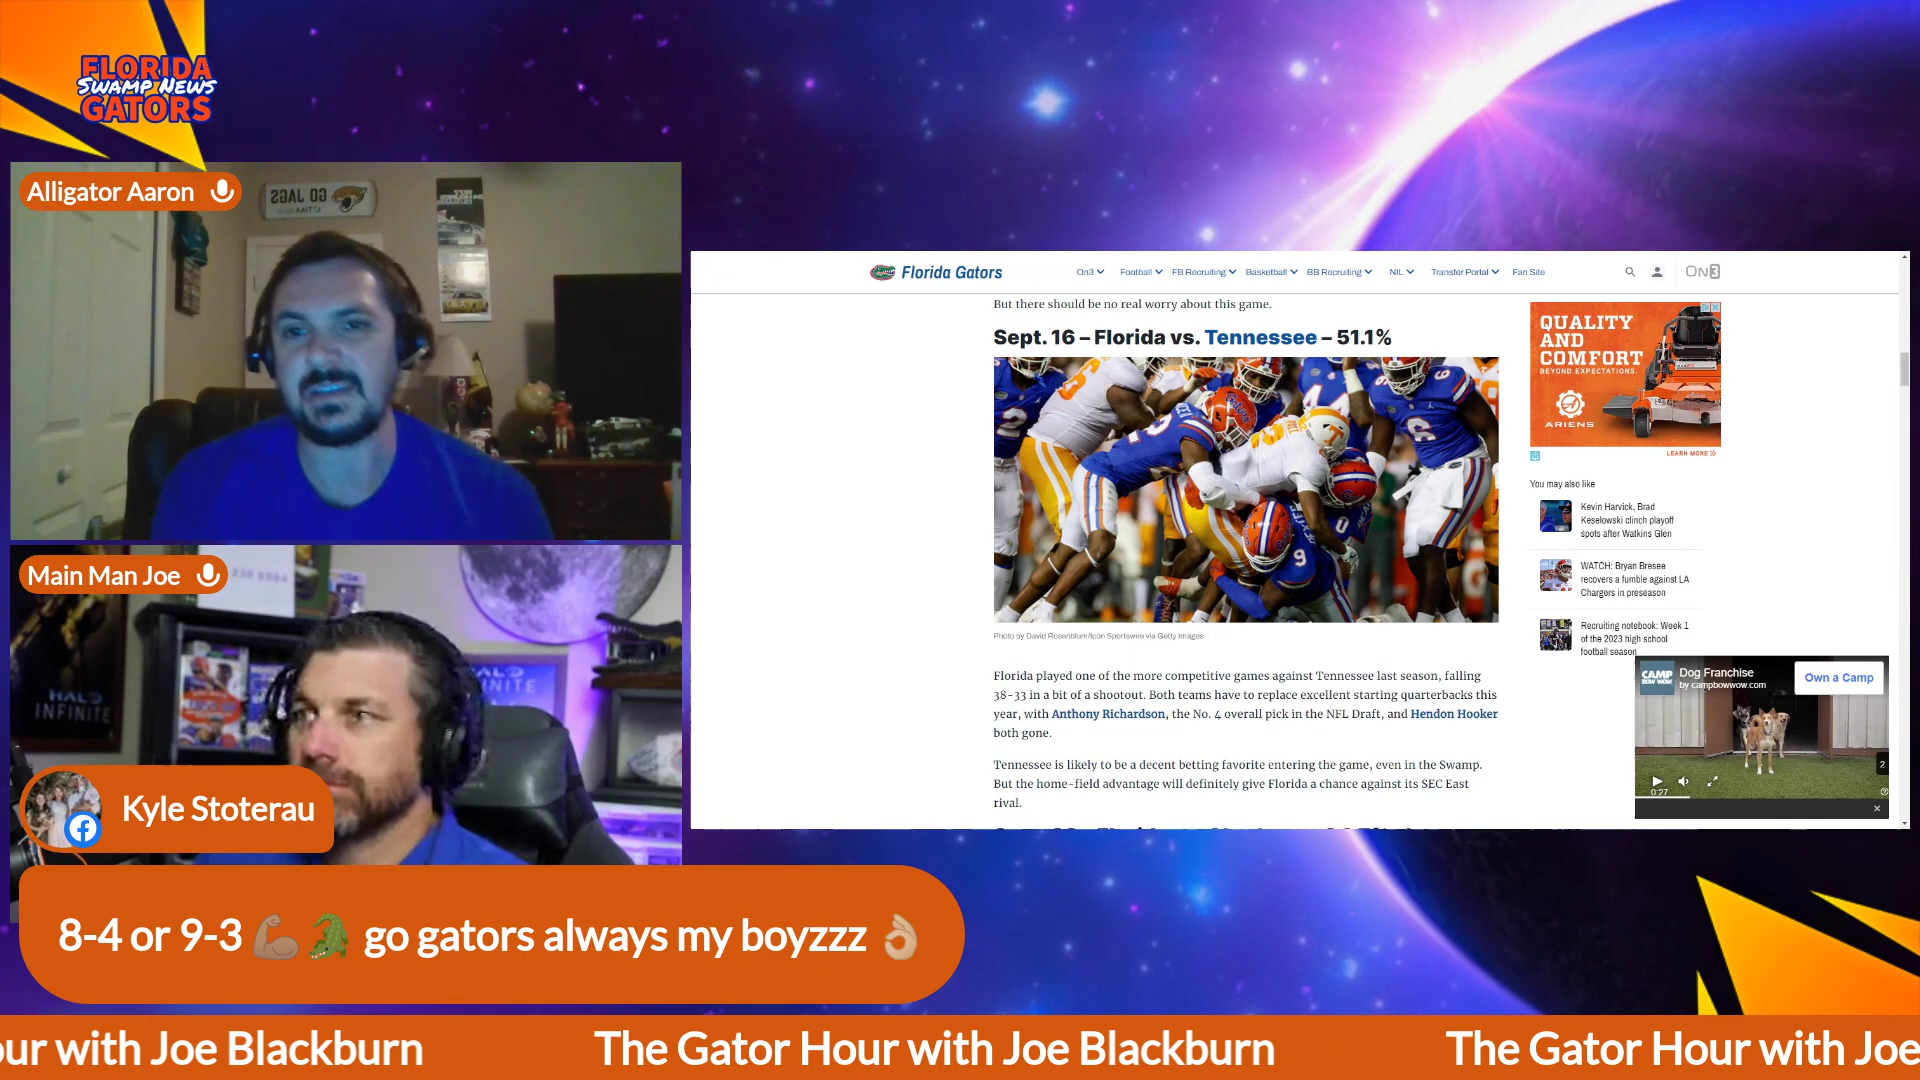 FLORIDA
SWAMP NEWS
GATORS
Alligator Aaron
GO JAGS
Main Man Joe
HALO
INFINITE
Kyle Stoterau
8-4 or 9-3 💪🏽🐊 go gators always my boyzzz 👌🏼
our with Joe Blackburn
The Gator Hour with Joe Blackburn
The Gator Hour with Joe
Florida Gators
On3
Football
FB Recruiting
Basketball
BB Recruiting
NIL
Transfer Portal
Fan Site
ON3
But there should be no real worry about this game.
Sept. 16 – Florida vs. Tennessee – 51.1%
Photo by David Rosenblum/Icon Sportswire via Getty Images
Florida played one of the more competitive games against Tennessee last season, falling
38-33 in a bit of a shootout. Both teams have to replace excellent starting quarterbacks this
year, with Anthony Richardson, the No. 4 overall pick in the NFL Draft, and Hendon Hooker
both gone.
Tennessee is likely to be a decent betting favorite entering the game, even in the Swamp.
But the home-field advantage will definitely give Florida a chance against its SEC East
rival.
QUALITY
AND
COMFORT
BEYOND EXPECTATIONS.
ARIENS
LEARN MORE
You may also like
Kevin Harvick, Brad
Keselowski clinch playoff
spots after Watkins Glen
WATCH: Bryan Bresee
recovers a fumble against LA
Chargers in preseason
Recruiting notebook: Week 1
of the 2023 high school
football season
CAMP
BOW WOW
Dog Franchise
by campbowwow.com
Own a Camp
0:27
2